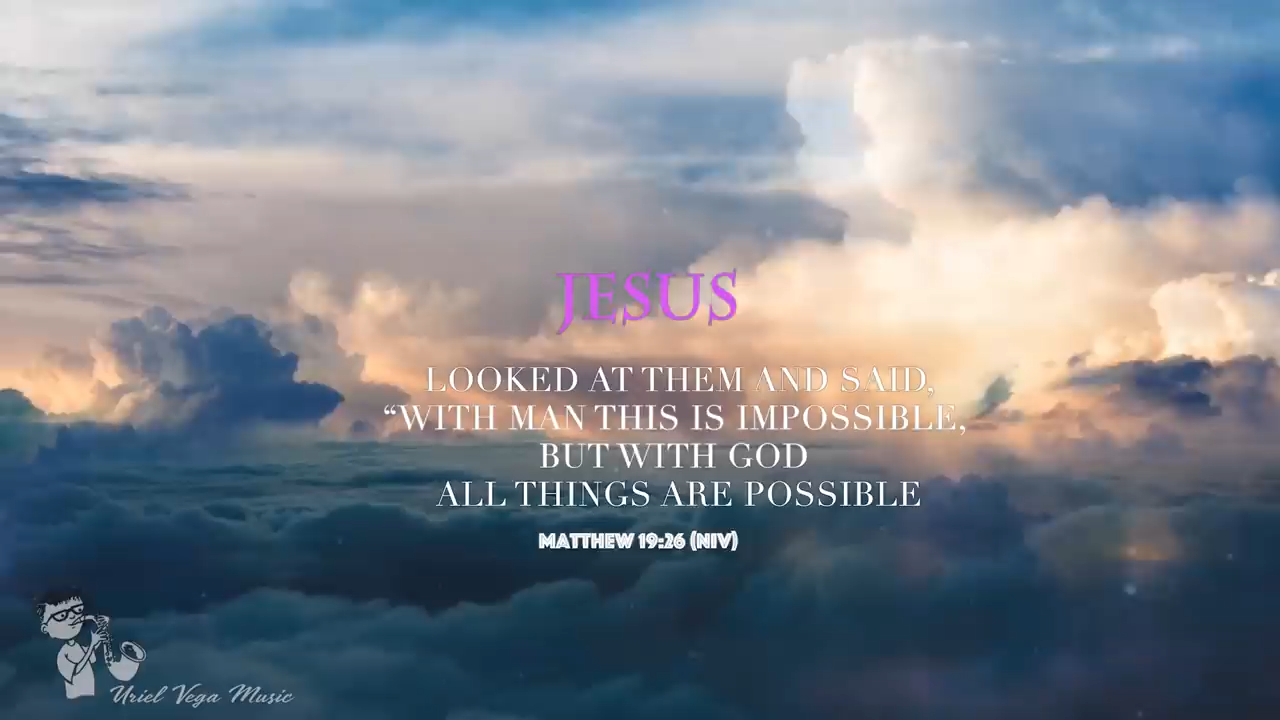 JESUS
LOOKED AT THEM AND SAID,
“WITH MAN THIS IS IMPOSSIBLE,
BUT WITH GOD
ALL THINGS ARE POSSIBLE
MATTHEW 19:26 (NIV)
Uriel Vega Music